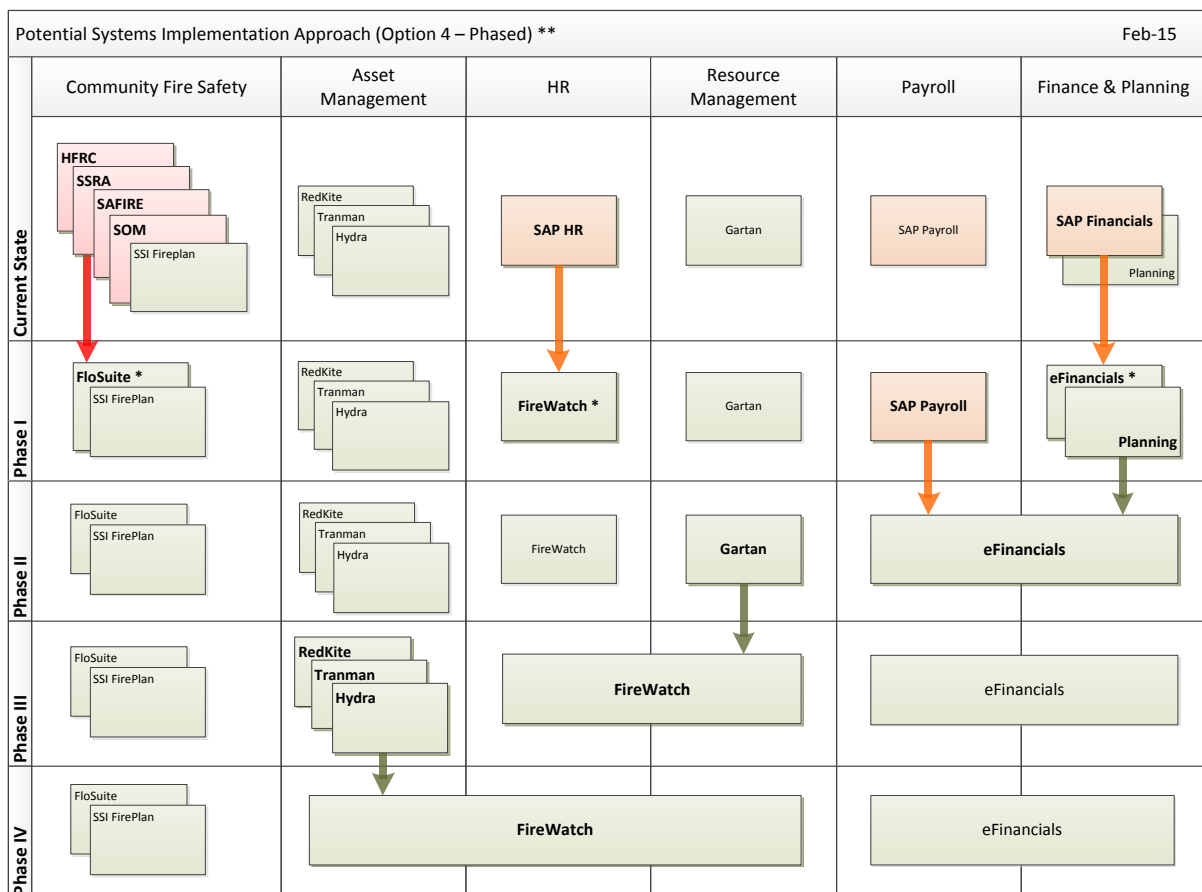 Potential Systems Implementation Approach (Option 4 – Phased) **
Feb-15
Community Fire Safety
Asset
Management
HR
Resource
Management
Payroll
Finance & Planning
Current State
HFRC
SSRA
SAFIRE
SOM
SSI Fireplan
RedKite
Tranman
Hydra
SAP HR
Gartan
SAP Payroll
SAP Financials
Planning
Phase I
FloSuite *
SSI FirePlan
RedKite
Tranman
Hydra
FireWatch *
Gartan
SAP Payroll
eFinancials *
Planning
Phase II
FloSuite
SSI FirePlan
RedKite
Tranman
Hydra
FireWatch
Gartan
eFinancials
Phase III
FloSuite
SSI FirePlan
RedKite
Tranman
Hydra
FireWatch
eFinancials
Phase IV
FloSuite
SSI FirePlan
FireWatch
eFinancials